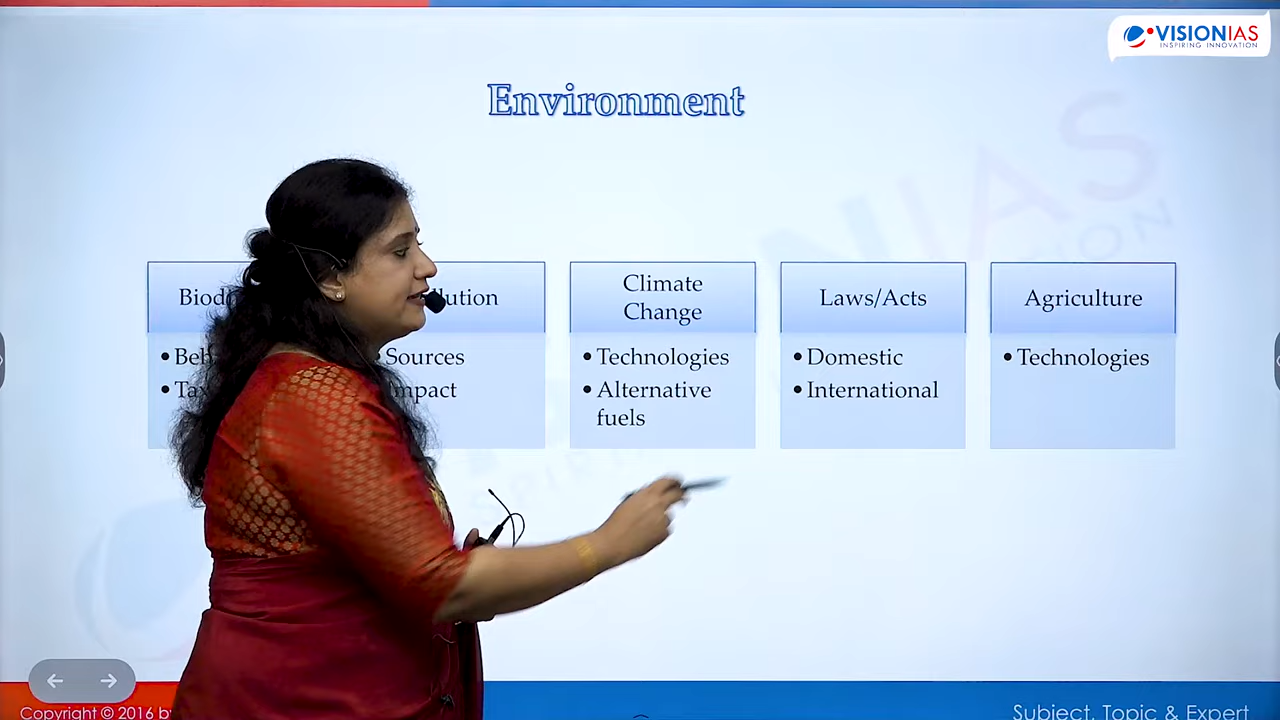 VISIONIAS
INSPIRING INNOVATION
Environment
Climate
Change
Laws/Acts
Agriculture
• Sources
• Technologies
• Alternative
fuels
• Domestic
• International
• Technologies
Copyright © 2016
Subject, Topic & Expert